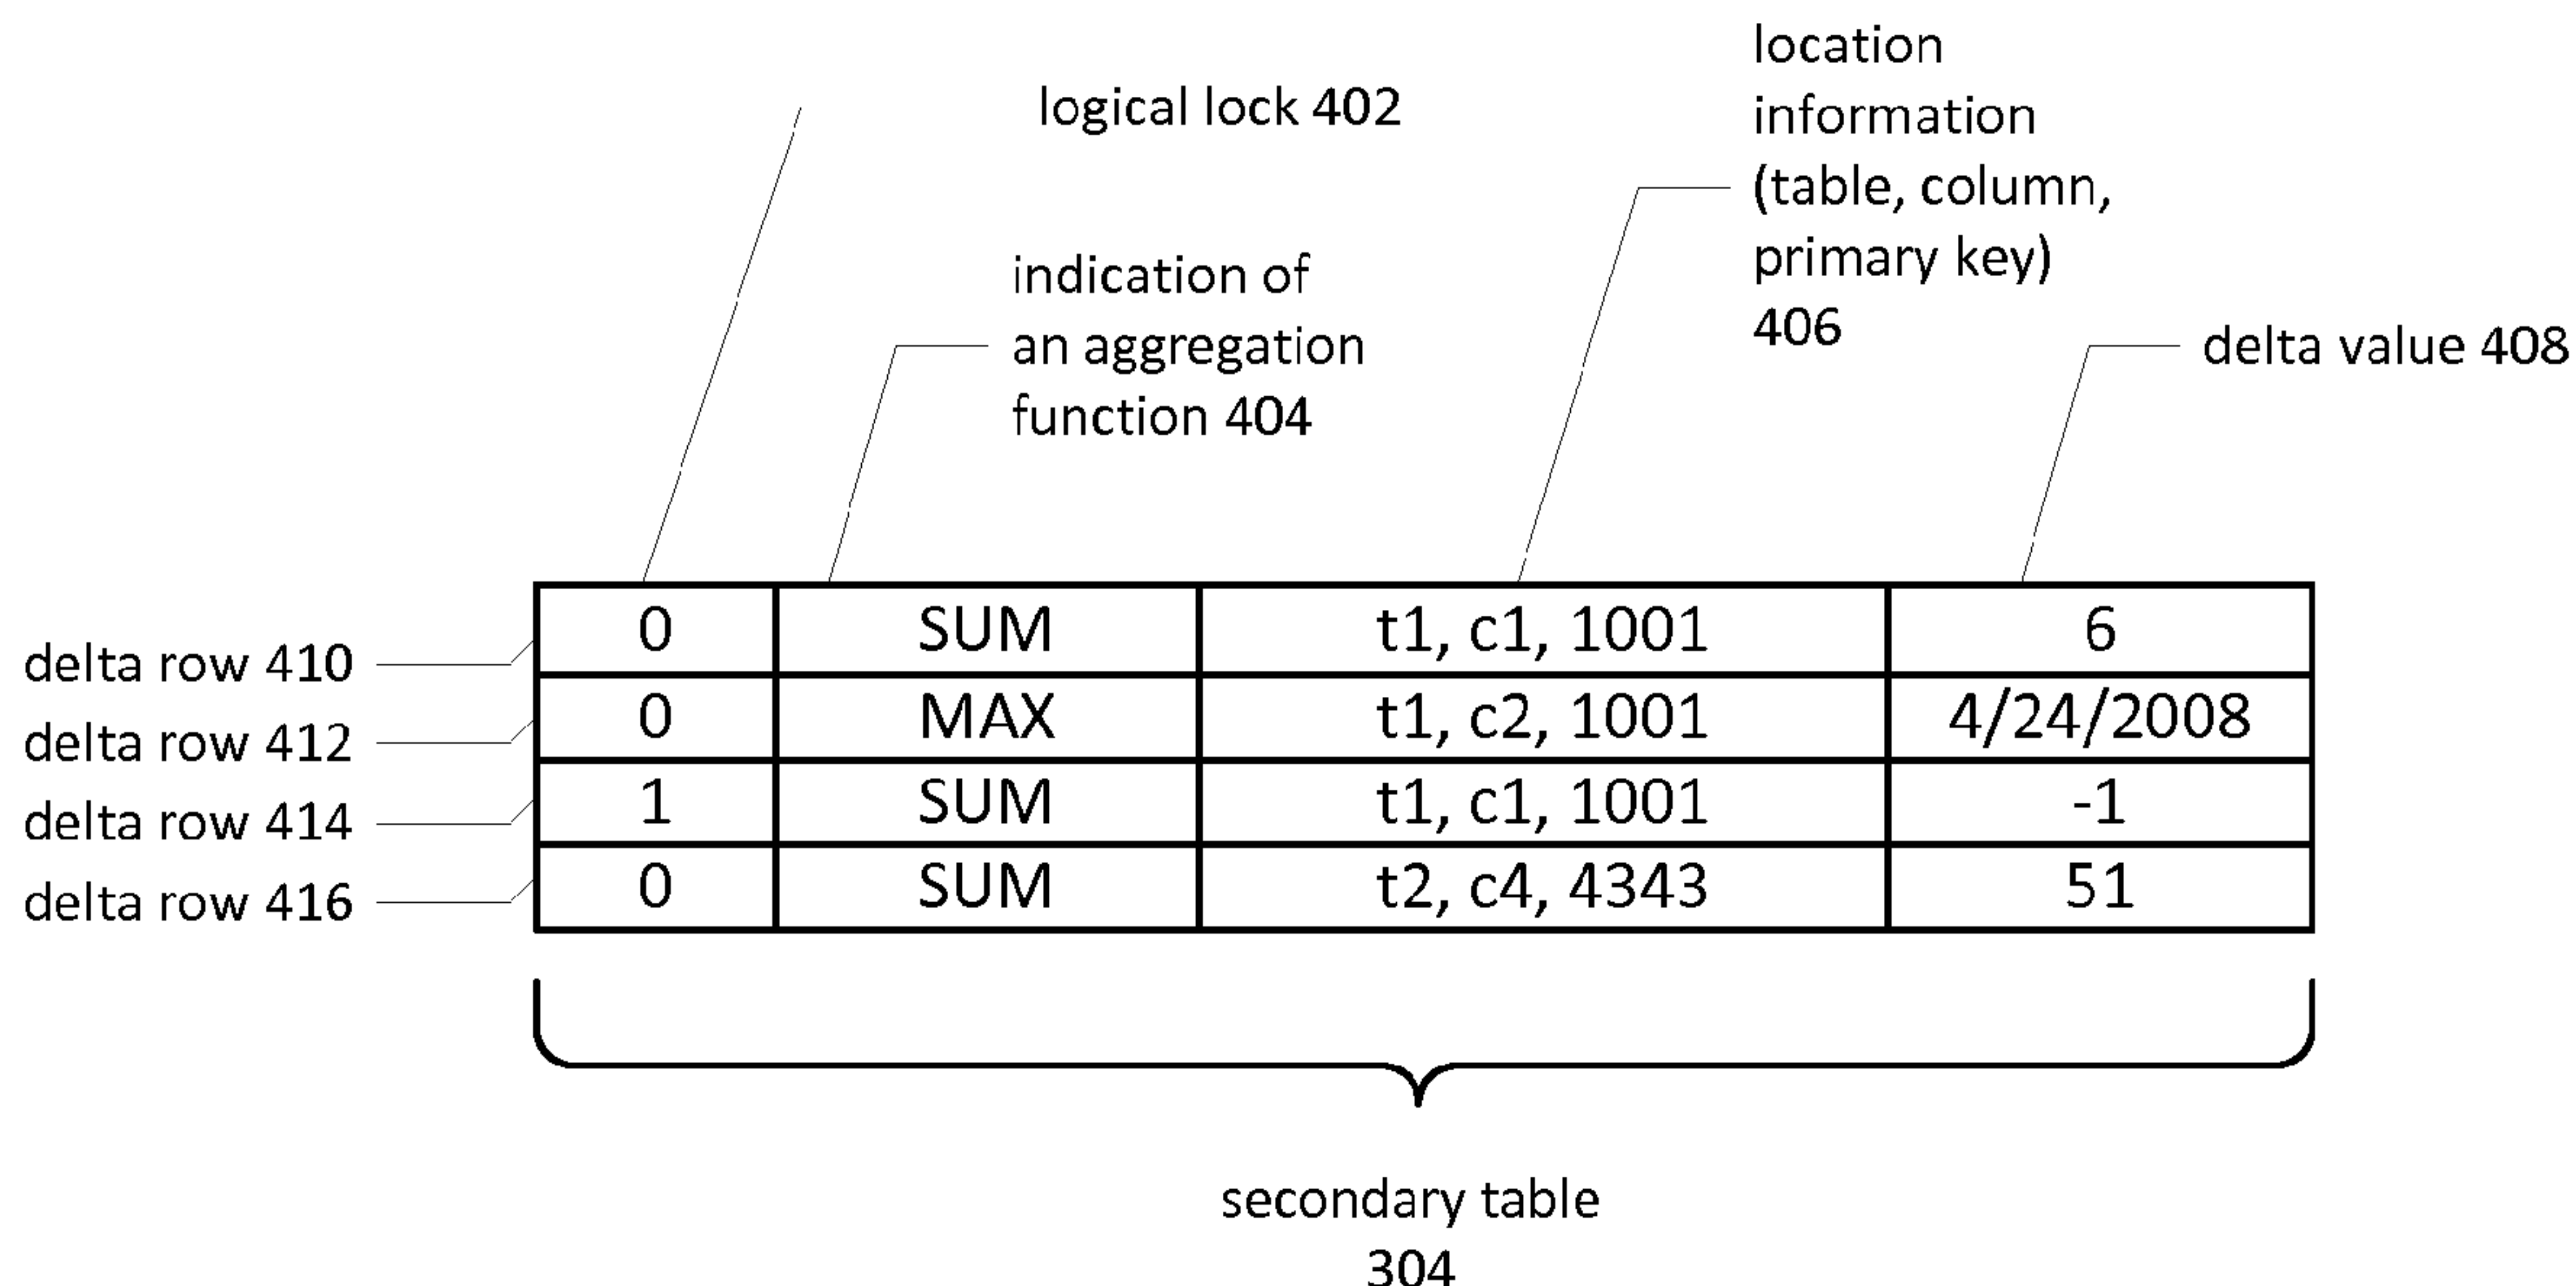 location
information
(table, column,
primary key)
406
logical lock 402
indication of
an aggregation
function 404
delta value 408
0 SUM t1, c1, 1001 6
delta row 410
0 MAX t1, c2, 1001 4/24/2008
delta row 412
1 SUM t1, c1, 1001 -1
delta row 414
0 SUM t2, c4, 4343 51
delta row 416
secondary table
304